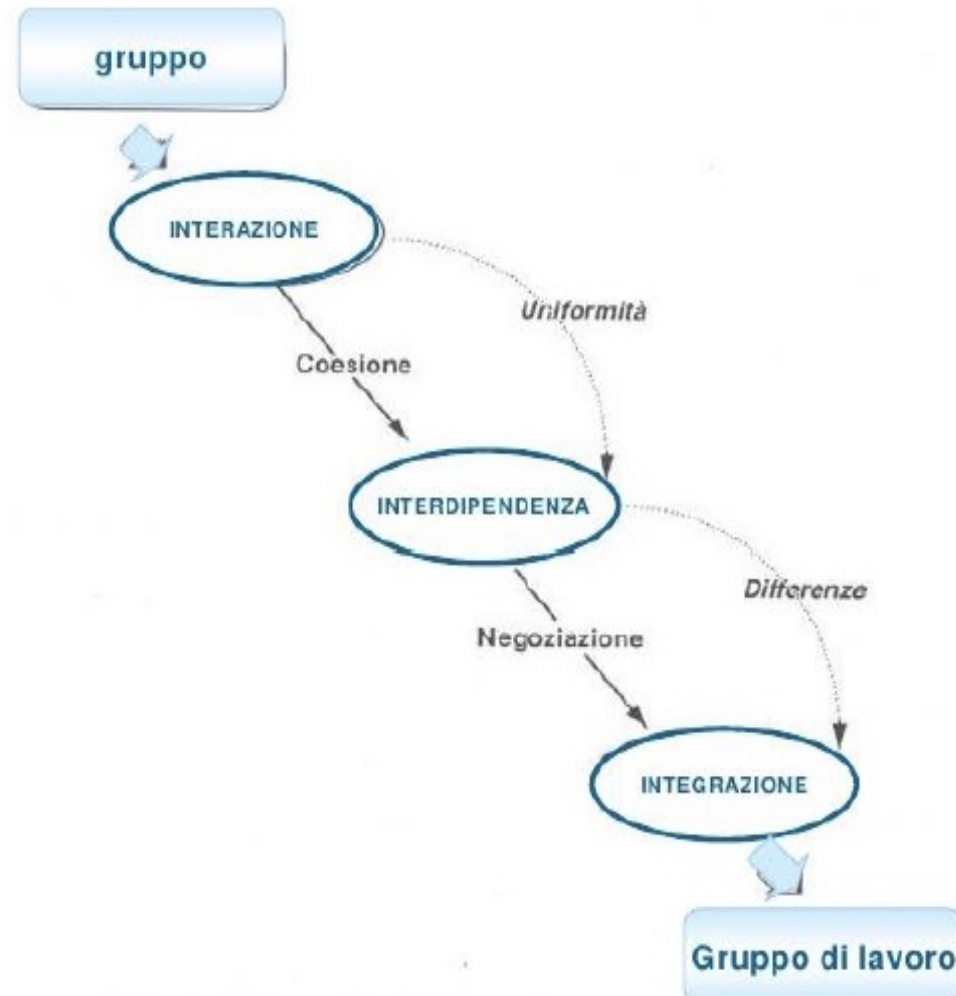 gruppo
INTERAZIONE
Uniformità
Coesione
INTERDIPENDENZA
Differenze
Negoziazione
INTEGRAZIONE
Gruppo di lavoro